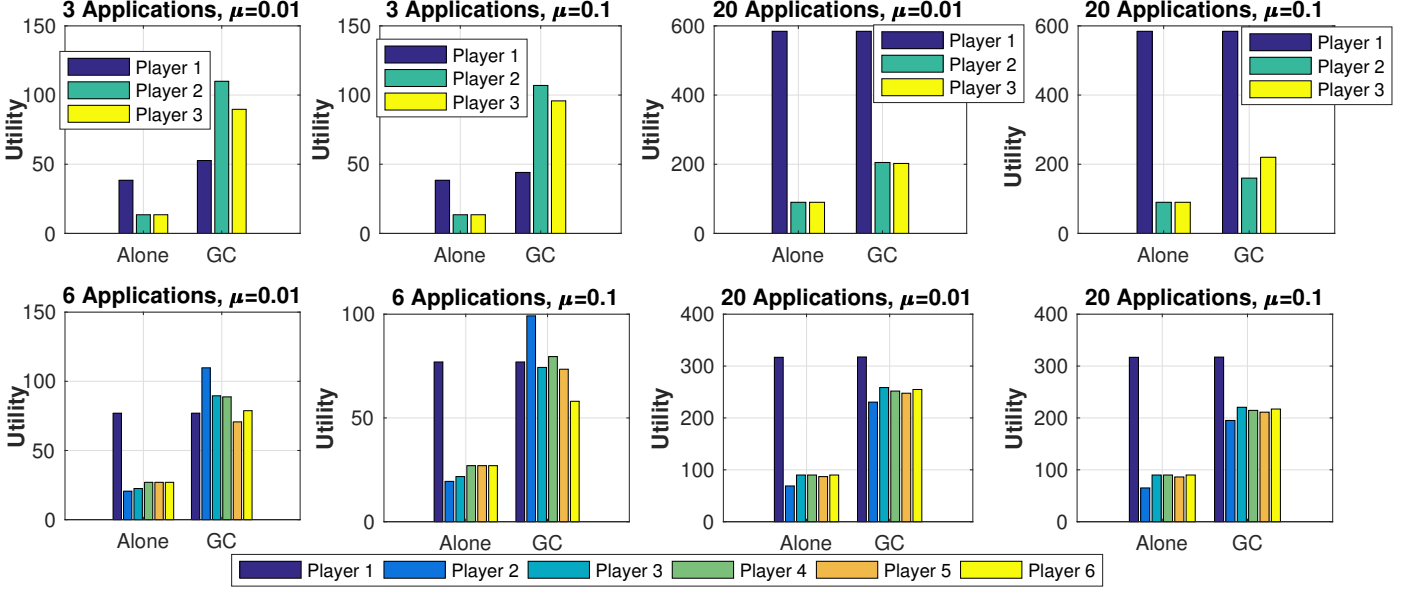 3 Applications, μ=0.01
150
100
50
0
Utility
Player 1
Player 2
Player 3
Alone GC
3 Applications, μ=0.1
150
100
50
0
Utility
Player 1
Player 2
Player 3
Alone GC
20 Applications, μ=0.01
600
400
200
0
Utility
Player 1
Player 2
Player 3
Alone GC
20 Applications, μ=0.1
600
400
200
0
Utility
Player 1
Player 2
Player 3
Alone GC
6 Applications, μ=0.01
150
100
50
0
Utility
Alone GC
6 Applications, μ=0.1
100
50
0
Utility
Alone GC
20 Applications, μ=0.01
400
300
200
100
0
Utility
Alone GC
20 Applications, μ=0.1
400
300
200
100
0
Utility
Alone GC
Player 1 Player 2 Player 3 Player 4 Player 5 Player 6